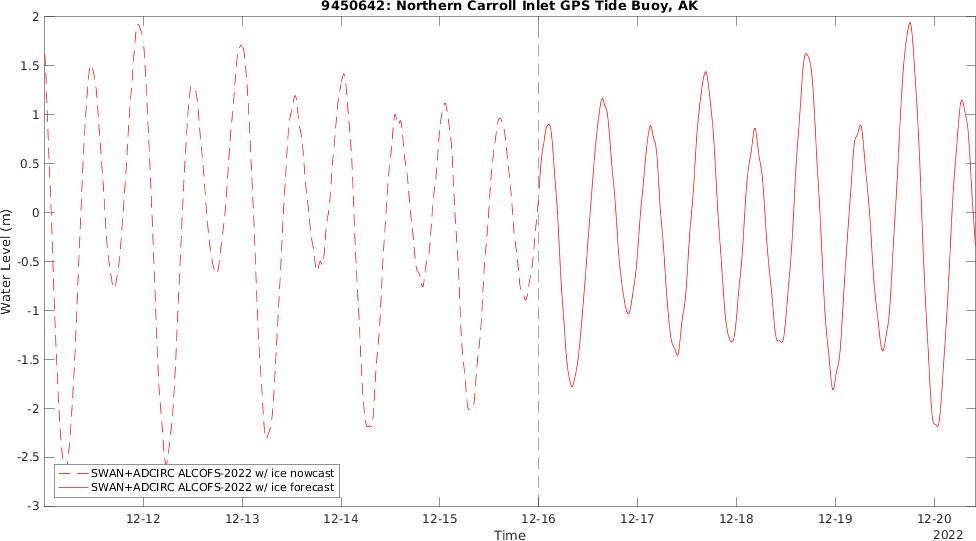 9450642: Northern Carroll Inlet GPS Tide Buoy, AK
2
1.5
1
0.5
0
-0.5
-1
-1.5
-2
-2.5
-3
Water Level (m)
SWAN+ADCIRC ALCOFS-2022 w/ ice nowcast
SWAN+ADCIRC ALCOFS-2022 w/ ice forecast
12-12 12-13 12-14 12-15 12-16 12-17 12-18 12-19 12-20
Time
2022